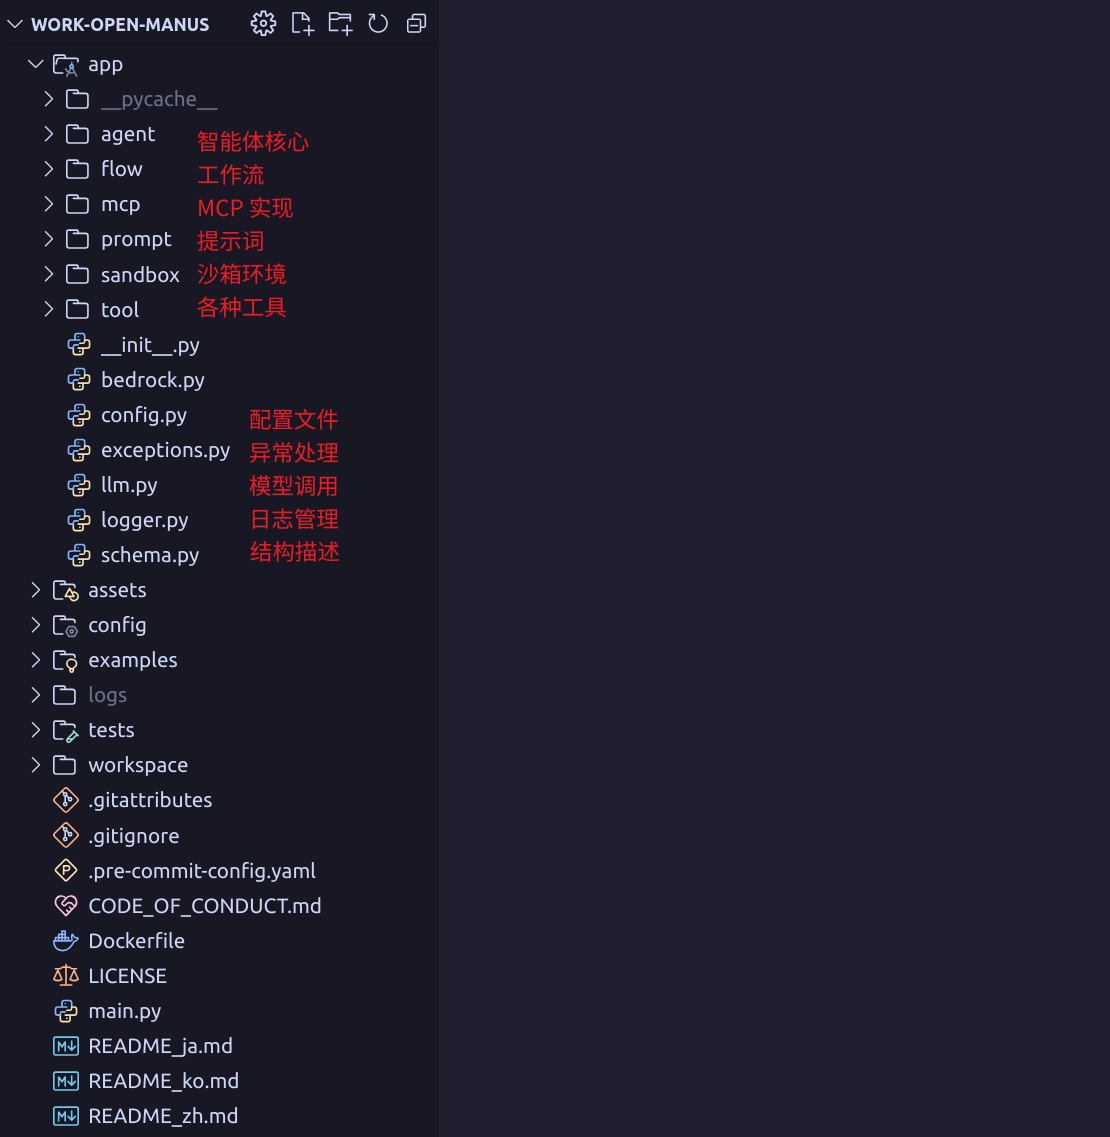 WORK-OPEN-MANUS
app
__pycache__
agent 智能体核心
flow 工作流
mcp MCP 实现
prompt 提示词
sandbox 沙箱环境
tool 各种工具
__init__.py
bedrock.py
config.py 配置文件
exceptions.py 异常处理
llm.py 模型调用
logger.py 日志管理
schema.py 结构描述
assets
config
examples
logs
tests
workspace
.gitattributes
.gitignore
.pre-commit-config.yaml
CODE_OF_CONDUCT.md
Dockerfile
LICENSE
main.py
README_ja.md
README_ko.md
README_zh.md